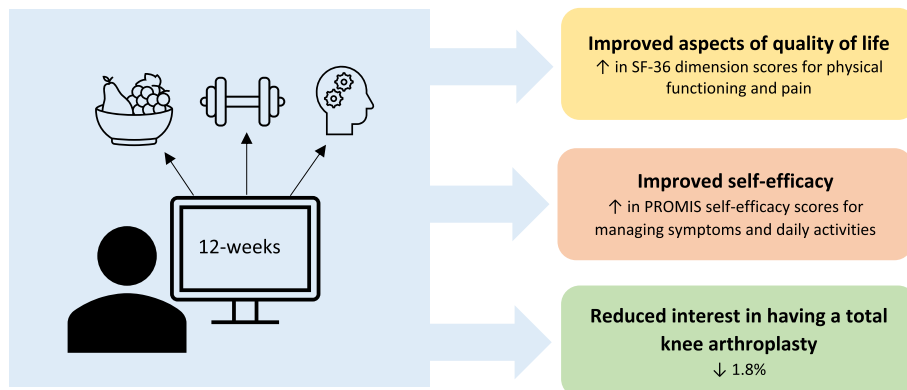 12-weeks
Improved aspects of quality of life
↑ in SF-36 dimension scores for physical
functioning and pain
Improved self-efficacy
↑ in PROMIS self-efficacy scores for
managing symptoms and daily activities
Reduced interest in having a total
knee arthroplasty
↓ 1.8%